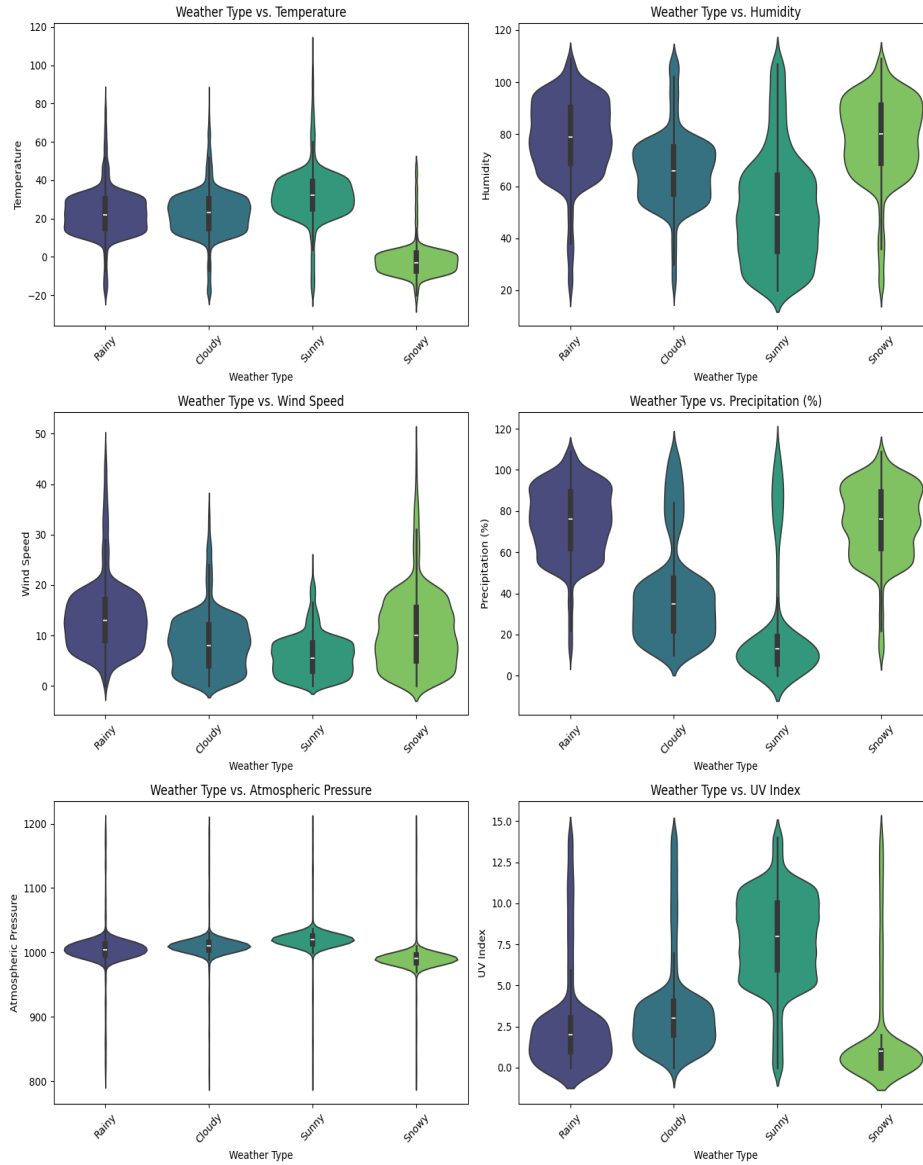 Weather Type vs. Temperature
120
100
80
60
40
20
0
−20
Temperature
Rainy
Cloudy
Sunny
Snowy
Weather Type
Weather Type vs. Humidity
120
100
80
60
40
20
Humidity
Rainy
Cloudy
Sunny
Snowy
Weather Type
Weather Type vs. Wind Speed
50
40
30
20
10
0
Wind Speed
Rainy
Cloudy
Sunny
Snowy
Weather Type
Weather Type vs. Precipitation (%)
120
100
80
60
40
20
0
Precipitation (%)
Rainy
Cloudy
Sunny
Snowy
Weather Type
Weather Type vs. Atmospheric Pressure
1200
1100
1000
900
800
Atmospheric Pressure
Rainy
Cloudy
Sunny
Snowy
Weather Type
Weather Type vs. UV Index
15.0
12.5
10.0
7.5
5.0
2.5
0.0
UV Index
Rainy
Cloudy
Sunny
Snowy
Weather Type